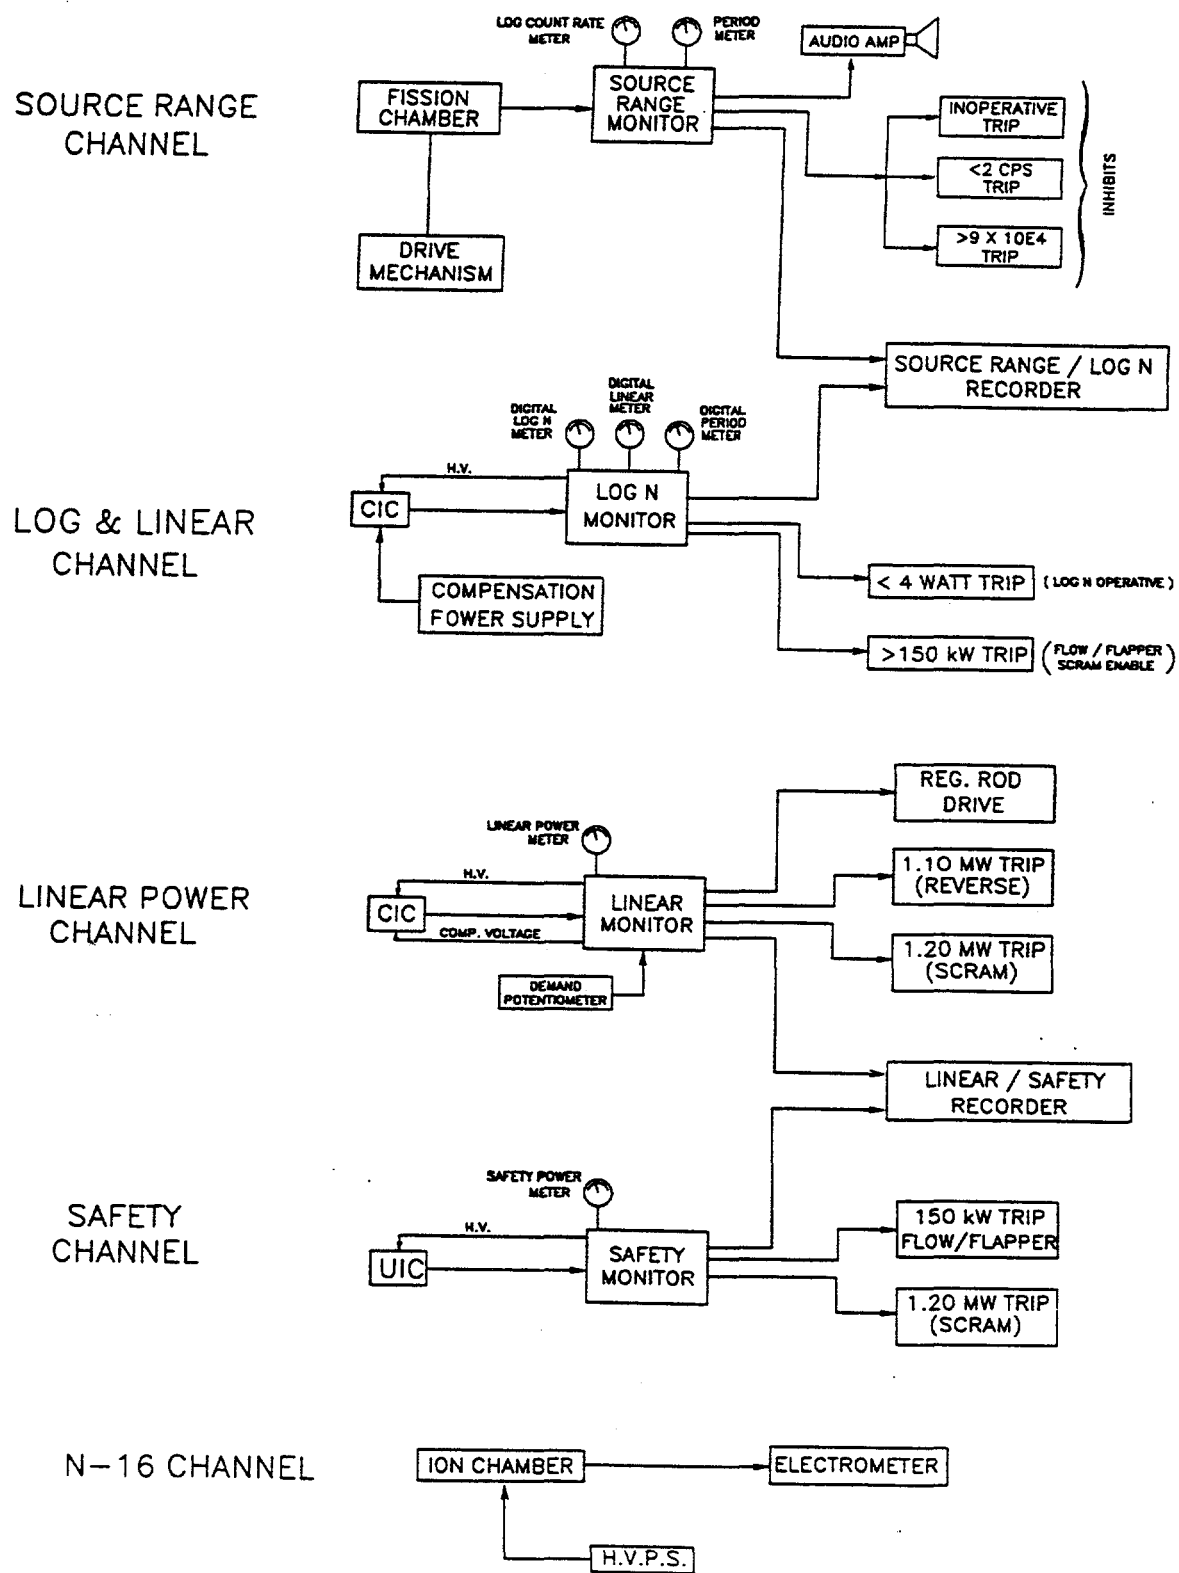 LOG COUNT RATE
METER
PERIOD
METER
AUDIO AMP
SOURCE RANGE
CHANNEL
FISSION
CHAMBER
SOURCE
RANGE
MONITOR
INOPERATIVE
TRIP
<2 CPS
TRIP
>9 X 10E4
TRIP
INHIBITS
DRIVE
MECHANISM
SOURCE RANGE / LOG N
RECORDER
DIGITAL
LOG N
METER
DIGITAL
LINEAR
METER
DIGITAL
PERIOD
METER
LOG & LINEAR
CHANNEL
H.V.
CIC
LOG N
MONITOR
COMPENSATION
FOWER SUPPLY
< 4 WATT TRIP
(LOG N OPERATIVE)
>150 kW TRIP
(FLOW / FLAPPER
SCRAM ENABLE)
LINEAR POWER
CHANNEL
LINEAR POWER
METER
H.V.
CIC
COMP. VOLTAGE
LINEAR
MONITOR
DEMAND
POTENTIOMETER
REG. ROD
DRIVE
1.10 MW TRIP
(REVERSE)
1.20 MW TRIP
(SCRAM)
LINEAR / SAFETY
RECORDER
SAFETY
CHANNEL
SAFETY POWER
METER
H.V.
UIC
SAFETY
MONITOR
150 kW TRIP
FLOW/FLAPPER
1.20 MW TRIP
(SCRAM)
N-16 CHANNEL
ION CHAMBER
ELECTROMETER
H.V.P.S.